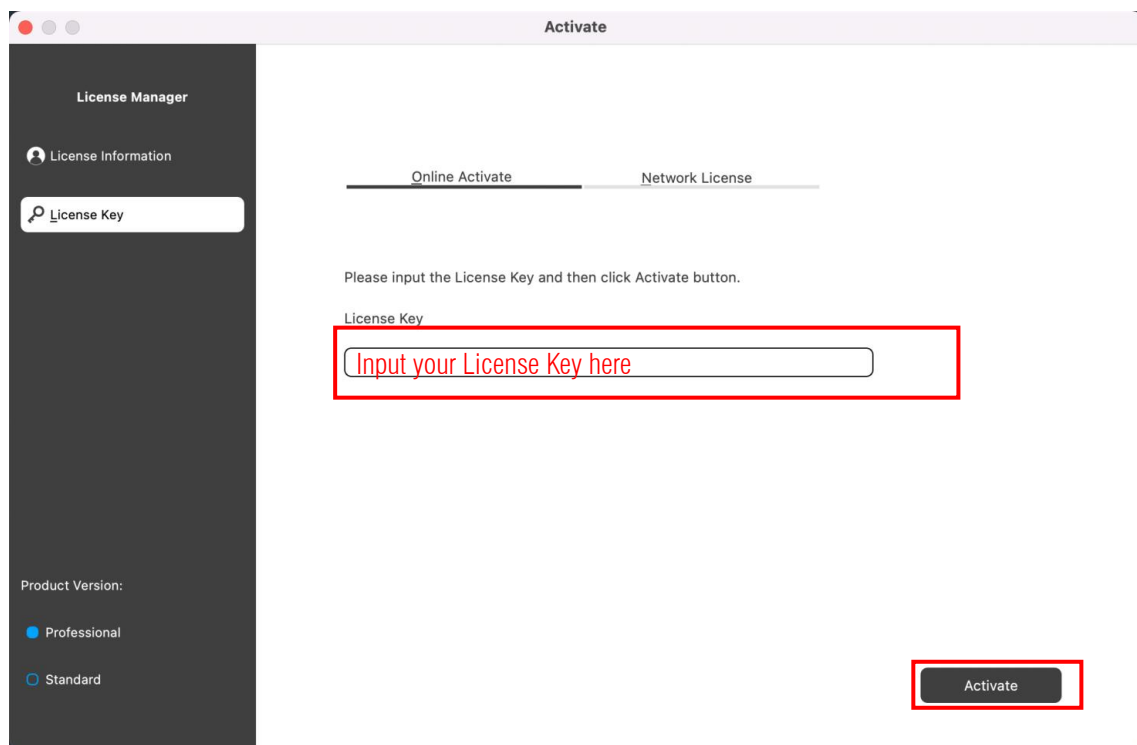 Activate
License Manager
License Information
License Key
Online Activate
Network License
Please input the License Key and then click Activate button.
License Key
Input your License Key here
Product Version:
Professional
Standard
Activate